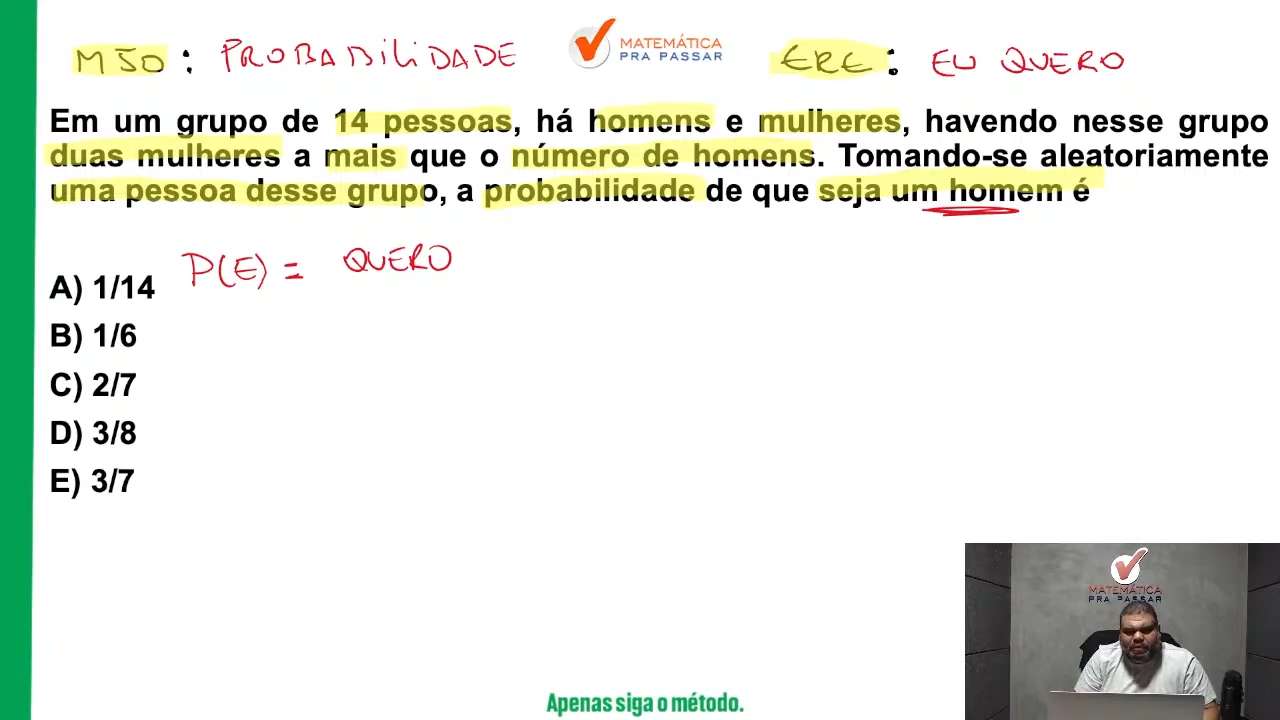 M50 : PROBABILIDADE
MATEMÁTICA
PRA PASSAR
ERE : EU QUERO
Em um grupo de 14 pessoas, há homens e mulheres, havendo nesse grupo
duas mulheres a mais que o número de homens. Tomando-se aleatoriamente
uma pessoa desse grupo, a probabilidade de que seja um homem é
P(E) = QUERO
A) 1/14
B) 1/6
C) 2/7
D) 3/8
E) 3/7
MATEMÁTICA
PRA PASSAR
Apenas siga o método.